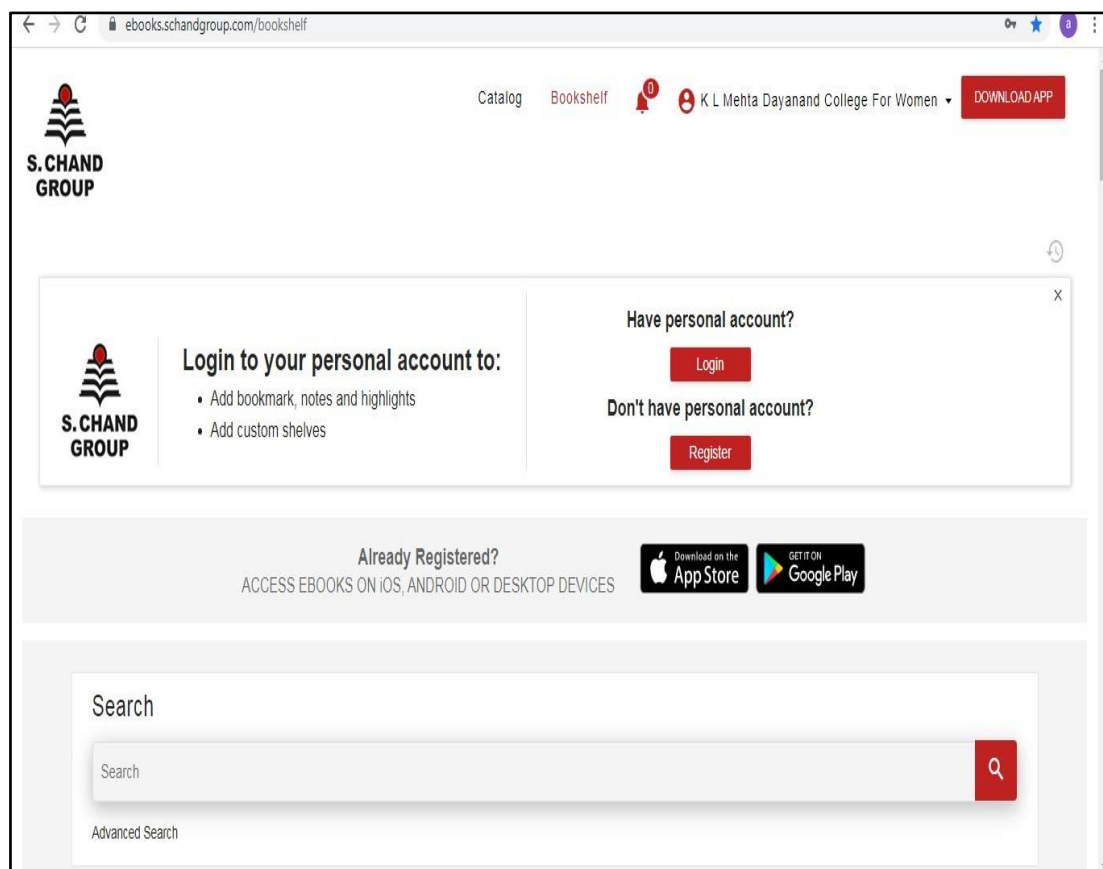 ebooks.schandgroup.com/bookshelf
a
S. CHAND
GROUP
Catalog Bookshelf 0 K L Mehta Dayanand College For Women DOWNLOAD APP
X
S. CHAND
GROUP
Login to your personal account to:
• Add bookmark, notes and highlights
• Add custom shelves
Have personal account?
Login
Don't have personal account?
Register
Already Registered?
ACCESS EBOOKS ON iOS, ANDROID OR DESKTOP DEVICES
Download on the
App Store
GET IT ON
Google Play
Search
Search
Advanced Search